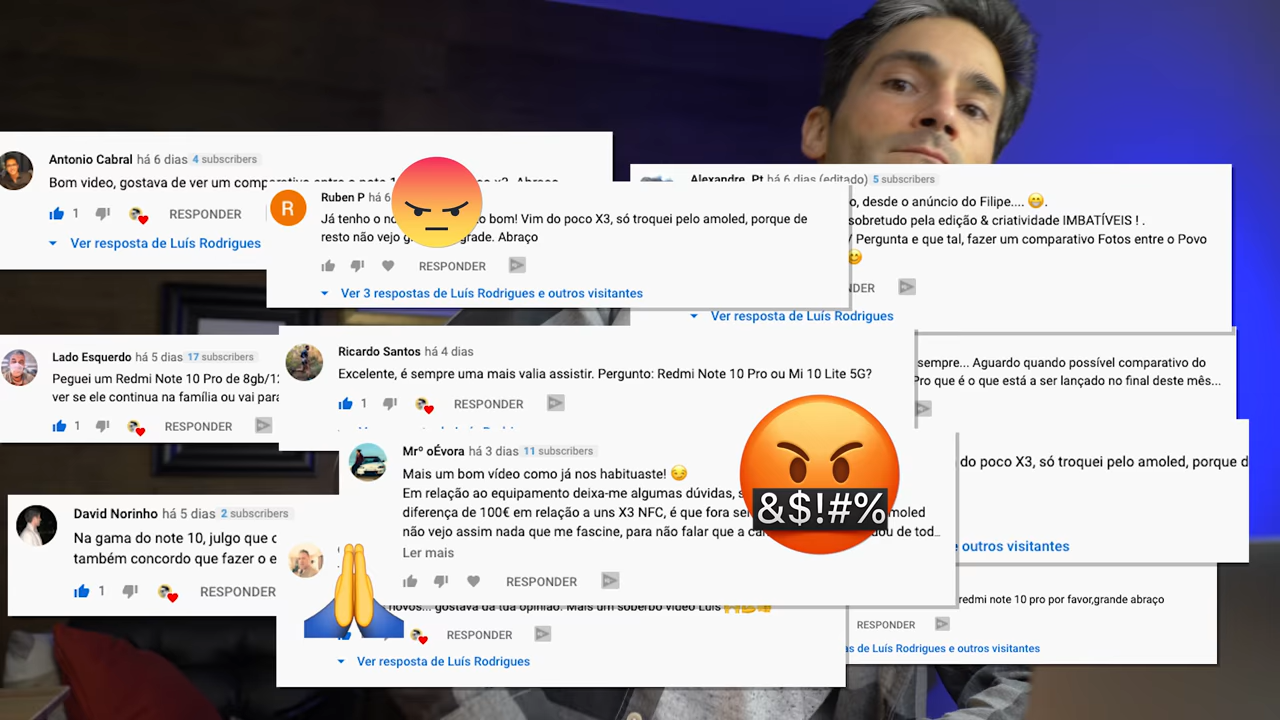 Antonio Cabral há 6 dias 4 subscribers
Bom video, gostava de ver um
1 RESPONDER
Ver resposta de Luís Rodrigues
R
Ruben P há 6
Já tenho o no o bom! Vim do poco X3, só troquei pelo amoled, porque de
resto não vejo grade. Abraço
RESPONDER
Ver 3 respostas de Luís Rodrigues e outros visitantes
Alexandre. Pt há 6 dias (editado) 5 subscribers
o, desde o anúncio do Filipe....
sobretudo pela edição & criatividade IMBATÍVEIS ! .
/ Pergunta e que tal, fazer um comparativo Fotos entre o Povo
NDER
Ver resposta de Luís Rodrigues
Lado Esquerdo há 5 dias 17 subscribers
Peguei um Redmi Note 10 Pro de 8gb/12
ver se ele continua na família ou vai para
1 RESPONDER
Ricardo Santos há 4 dias
Excelente, é sempre uma mais valia assistir. Pergunto: Redmi Note 10 Pro ou Mi 10 Lite 5G?
1 RESPONDER
sempre... Aguardo quando possível comparativo do
Pro que é o que está a ser lançado no final deste mês...
Mrº oÉvora há 3 dias 11 subscribers
Mais um bom vídeo como já nos habituaste!
Em relação ao equipamento deixa-me algumas dúvidas, s
diferença de 100€ em relação a uns X3 NFC, é que fora ser moled
não vejo assim nada que me fascine, para não falar que a ca ou de tod...
Ler mais
RESPONDER
&$!#%
do poco X3, só troquei pelo amoled, porque d
e outros visitantes
David Norinho há 5 dias 2 subscribers
Na gama do note 10, julgo que c
também concordo que fazer o e
1 RESPONDER
novos... gostava da tua opinião. Mais um soberbo vídeo Luís
RESPONDER
Ver resposta de Luís Rodrigues
redmi note 10 pro por favor,grande abraço
RESPONDER
as de Luís Rodrigues e outros visitantes